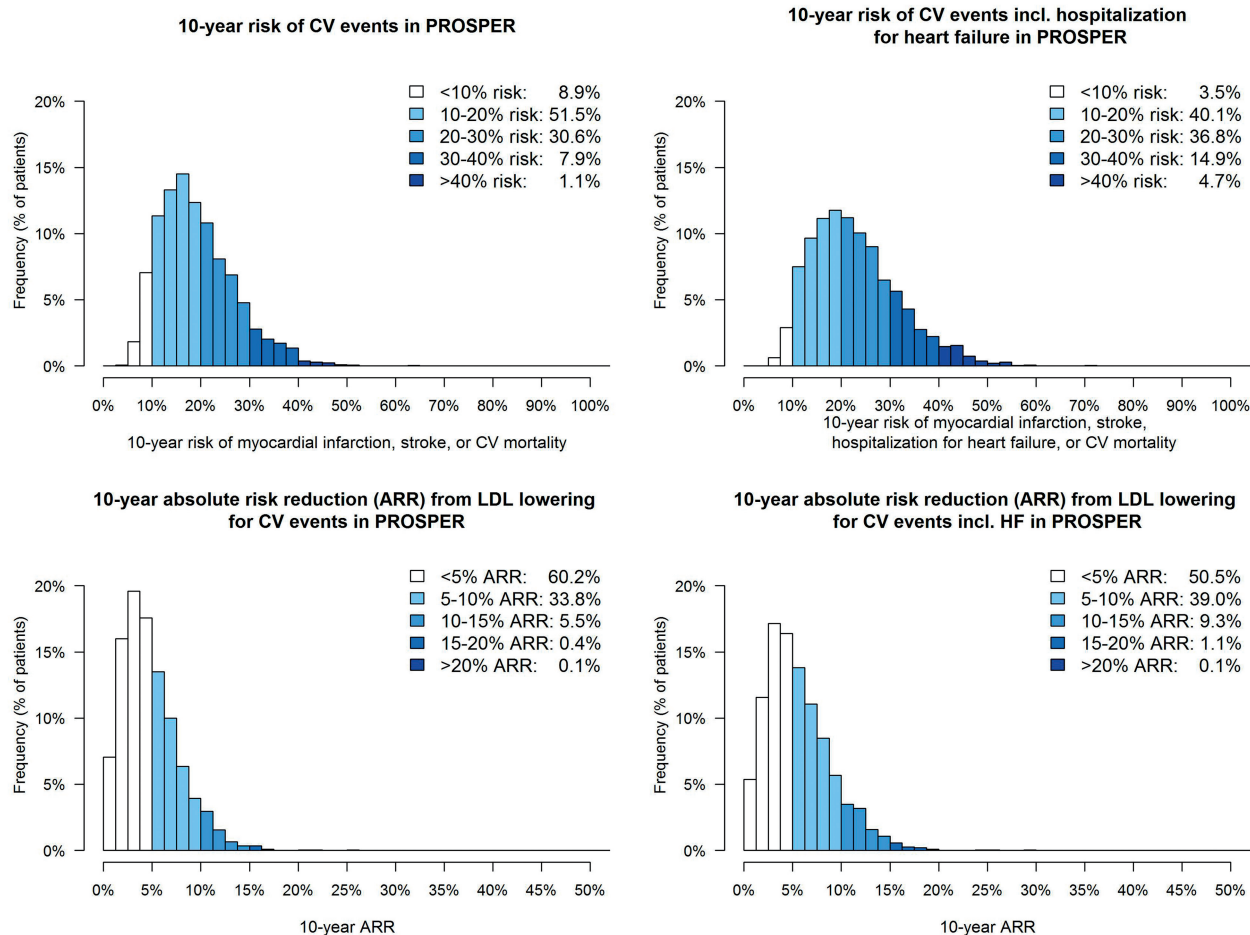 10-year risk of CV events in PROSPER
<10% risk: 8.9%
10-20% risk: 51.5%
20-30% risk: 30.6%
30-40% risk: 7.9%
>40% risk: 1.1%
Frequency (% of patients)
20%
15%
10%
5%
0%
0% 10% 20% 30% 40% 50% 60% 70% 80% 90% 100%
10-year risk of myocardial infarction, stroke, or CV mortality
10-year risk of CV events incl. hospitalization
for heart failure in PROSPER
<10% risk: 3.5%
10-20% risk: 40.1%
20-30% risk: 36.8%
30-40% risk: 14.9%
>40% risk: 4.7%
Frequency (% of patients)
20%
15%
10%
5%
0%
0% 10% 20% 30% 40% 50% 60% 70% 80% 90% 100%
10-year risk of myocardial infarction, stroke,
hospitalization for heart failure, or CV mortality
10-year absolute risk reduction (ARR) from LDL lowering
for CV events in PROSPER
<5% ARR: 60.2%
5-10% ARR: 33.8%
10-15% ARR: 5.5%
15-20% ARR: 0.4%
>20% ARR: 0.1%
Frequency (% of patients)
20%
15%
10%
5%
0%
0% 5% 10% 15% 20% 25% 30% 35% 40% 45% 50%
10-year ARR
10-year absolute risk reduction (ARR) from LDL lowering
for CV events incl. HF in PROSPER
<5% ARR: 50.5%
5-10% ARR: 39.0%
10-15% ARR: 9.3%
15-20% ARR: 1.1%
>20% ARR: 0.1%
Frequency (% of patients)
20%
15%
10%
5%
0%
0% 5% 10% 15% 20% 25% 30% 35% 40% 45% 50%
10-year ARR